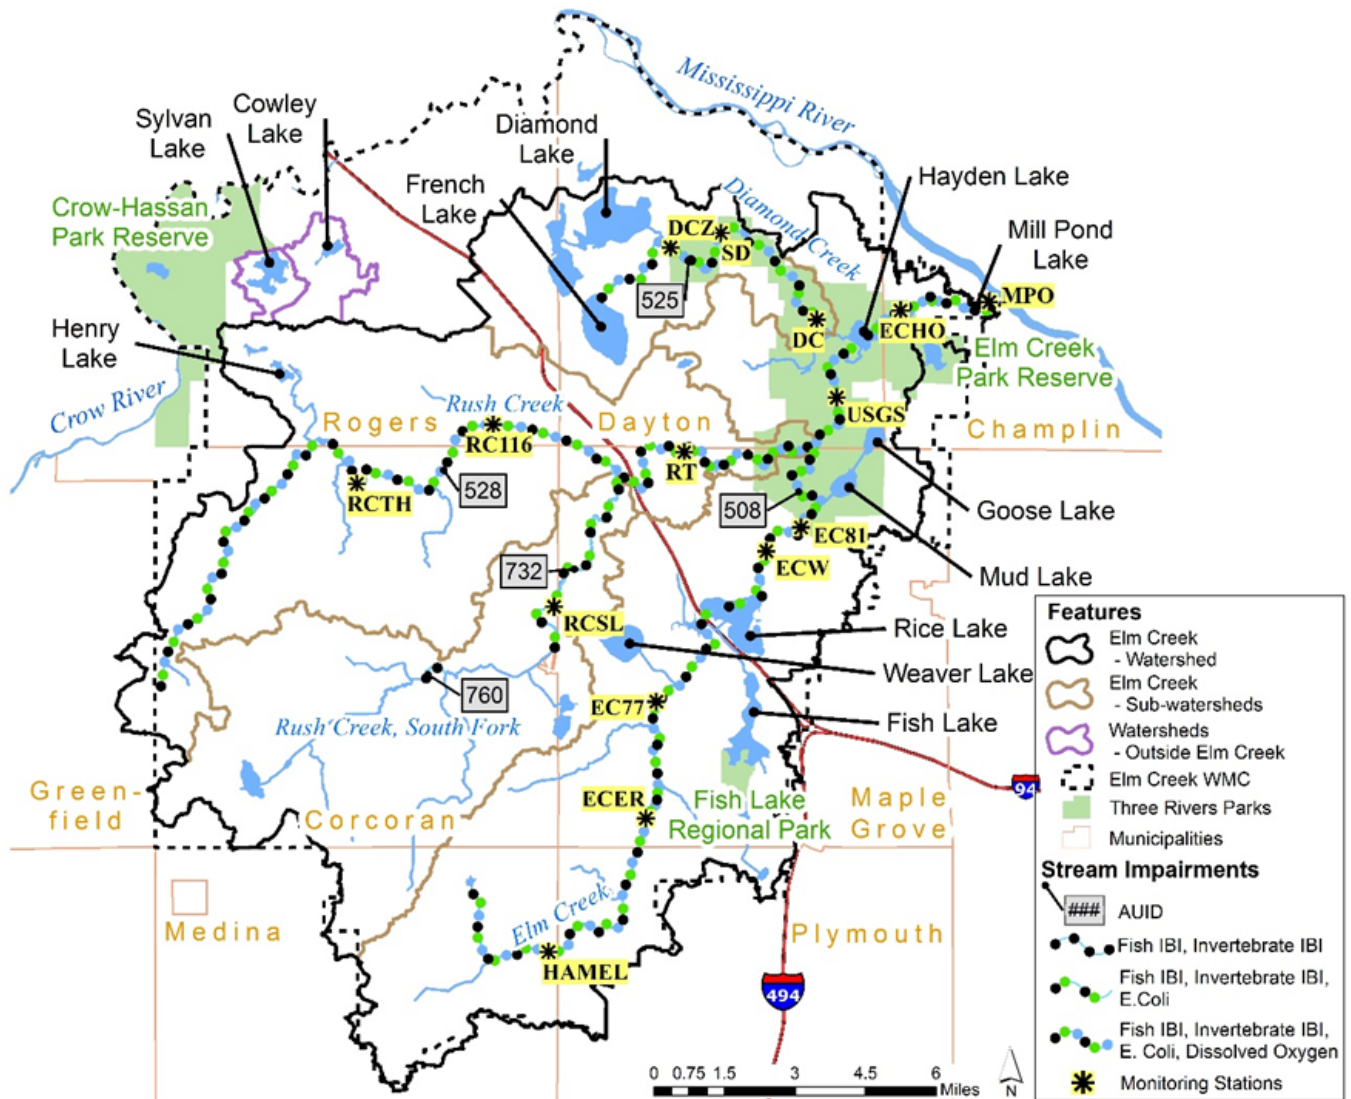 Mississippi River
Cowley
Lake
Sylvan
Lake
Diamond
Lake
French
Lake
Hayden Lake
Crow-Hassan
Park Reserve
DCZ
SD
Diamond Creek
Mill Pond
Lake
525
MPO
Henry
Lake
DC
ECHO
Elm Creek
Park Reserve
Crow River
Rogers
Rush Creek
RC116
Dayton
USGS
Champlin
RT
RCTH
528
508
Goose Lake
EC81
732
ECW
Mud Lake
RCSL
Rice Lake
Weaver Lake
760
EC77
Fish Lake
Rush Creek, South Fork
94
Green-
field
ECER
Fish Lake
Regional Park
Maple
Grove
Corcoran
Medina
Elm Creek
Plymouth
HAMEL
494
0 0.75 1.5 3 4.5 6
Miles
N
Features
Elm Creek
- Watershed
Elm Creek
- Sub-watersheds
Watersheds
- Outside Elm Creek
Elm Creek WMC
Three Rivers Parks
Municipalities
Stream Impairments
### AUID
Fish IBI, Invertebrate IBI
Fish IBI, Invertebrate IBI,
E.Coli
Fish IBI, Invertebrate IBI,
E. Coli, Dissolved Oxygen
Monitoring Stations